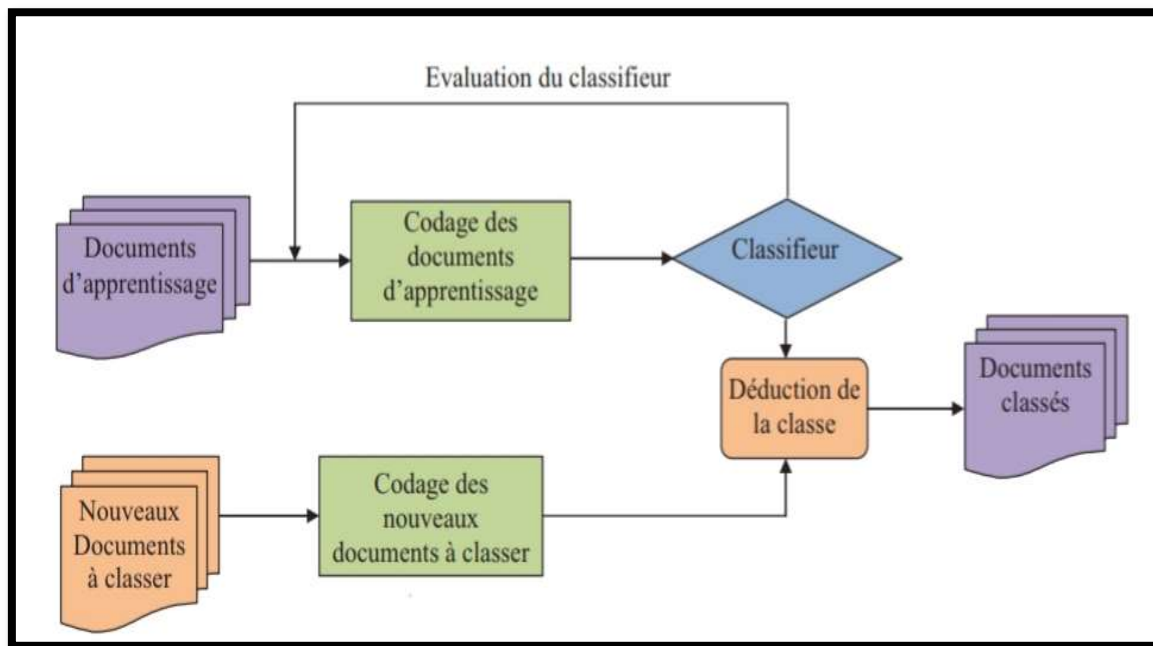 Evaluation du classifieur
Documents
d’apprentissage
Codage des
documents
d’apprentissage
Classifieur
Déduction de
la classe
Documents
classés
Nouveaux
Documents
à classer
Codage des
nouveaux
documents à classer